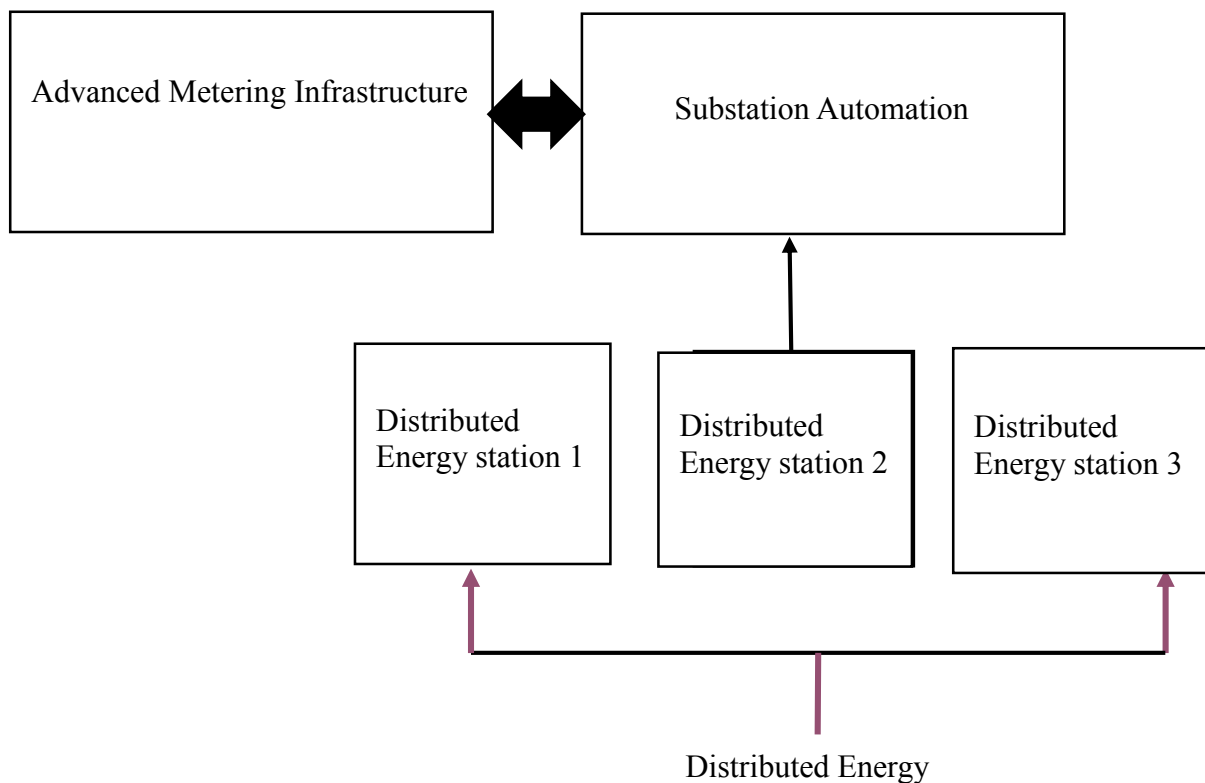 Advanced Metering Infrastructure
Substation Automation
Distributed
Energy station 1
Distributed
Energy station 2
Distributed
Energy station 3
Distributed Energy